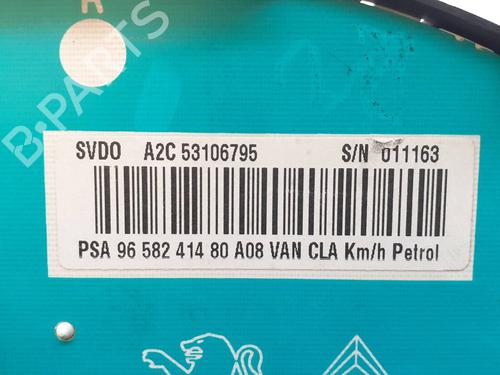 R
B-PARTS
SVDO A2C 53106795 S/N 011163
PSA 96 582 414 80 A08 VAN CLA Km/h Petrol